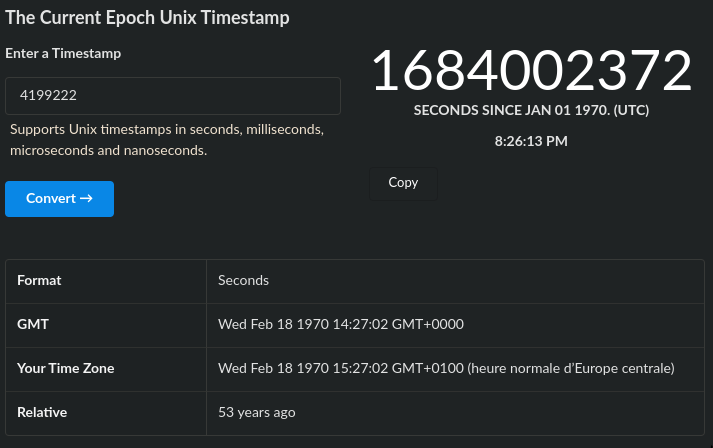 The Current Epoch Unix Timestamp
Enter a Timestamp
4199222
Supports Unix timestamps in seconds, milliseconds,
microseconds and nanoseconds.
Convert →
1684002372
SECONDS SINCE JAN 01 1970. (UTC)
8:26:13 PM
Copy
Format Seconds
GMT Wed Feb 18 1970 14:27:02 GMT+0000
Your Time Zone Wed Feb 18 1970 15:27:02 GMT+0100 (heure normale d’Europe centrale)
Relative 53 years ago